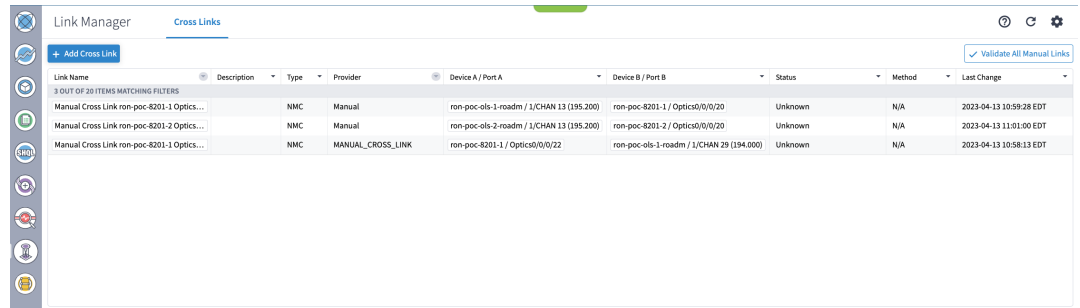 Link Manager
Cross Links
+ Add Cross Link
Validate All Manual Links
Link Name Description Type Provider Device A / Port A Device B / Port B Status Method Last Change
3 OUT OF 20 ITEMS MATCHING FILTERS
Manual Cross Link ron-poc-8201-1 Optics... NMC Manual ron-poc-ols-1-roadm / 1/CHAN 13 (195.200) ron-poc-8201-1 / Optics0/0/0/20 Unknown N/A 2023-04-13 10:59:28 EDT
Manual Cross Link ron-poc-8201-2 Optics... NMC Manual ron-poc-ols-2-roadm / 1/CHAN 13 (195.200) ron-poc-8201-2 / Optics0/0/0/20 Unknown N/A 2023-04-13 11:01:00 EDT
Manual Cross Link ron-poc-8201-1 Optics... NMC MANUAL_CROSS_LINK ron-poc-8201-1 / Optics0/0/0/22 ron-poc-ols-1-roadm / 1/CHAN 29 (194.000) Unknown N/A 2023-04-13 10:58:13 EDT
SHQL